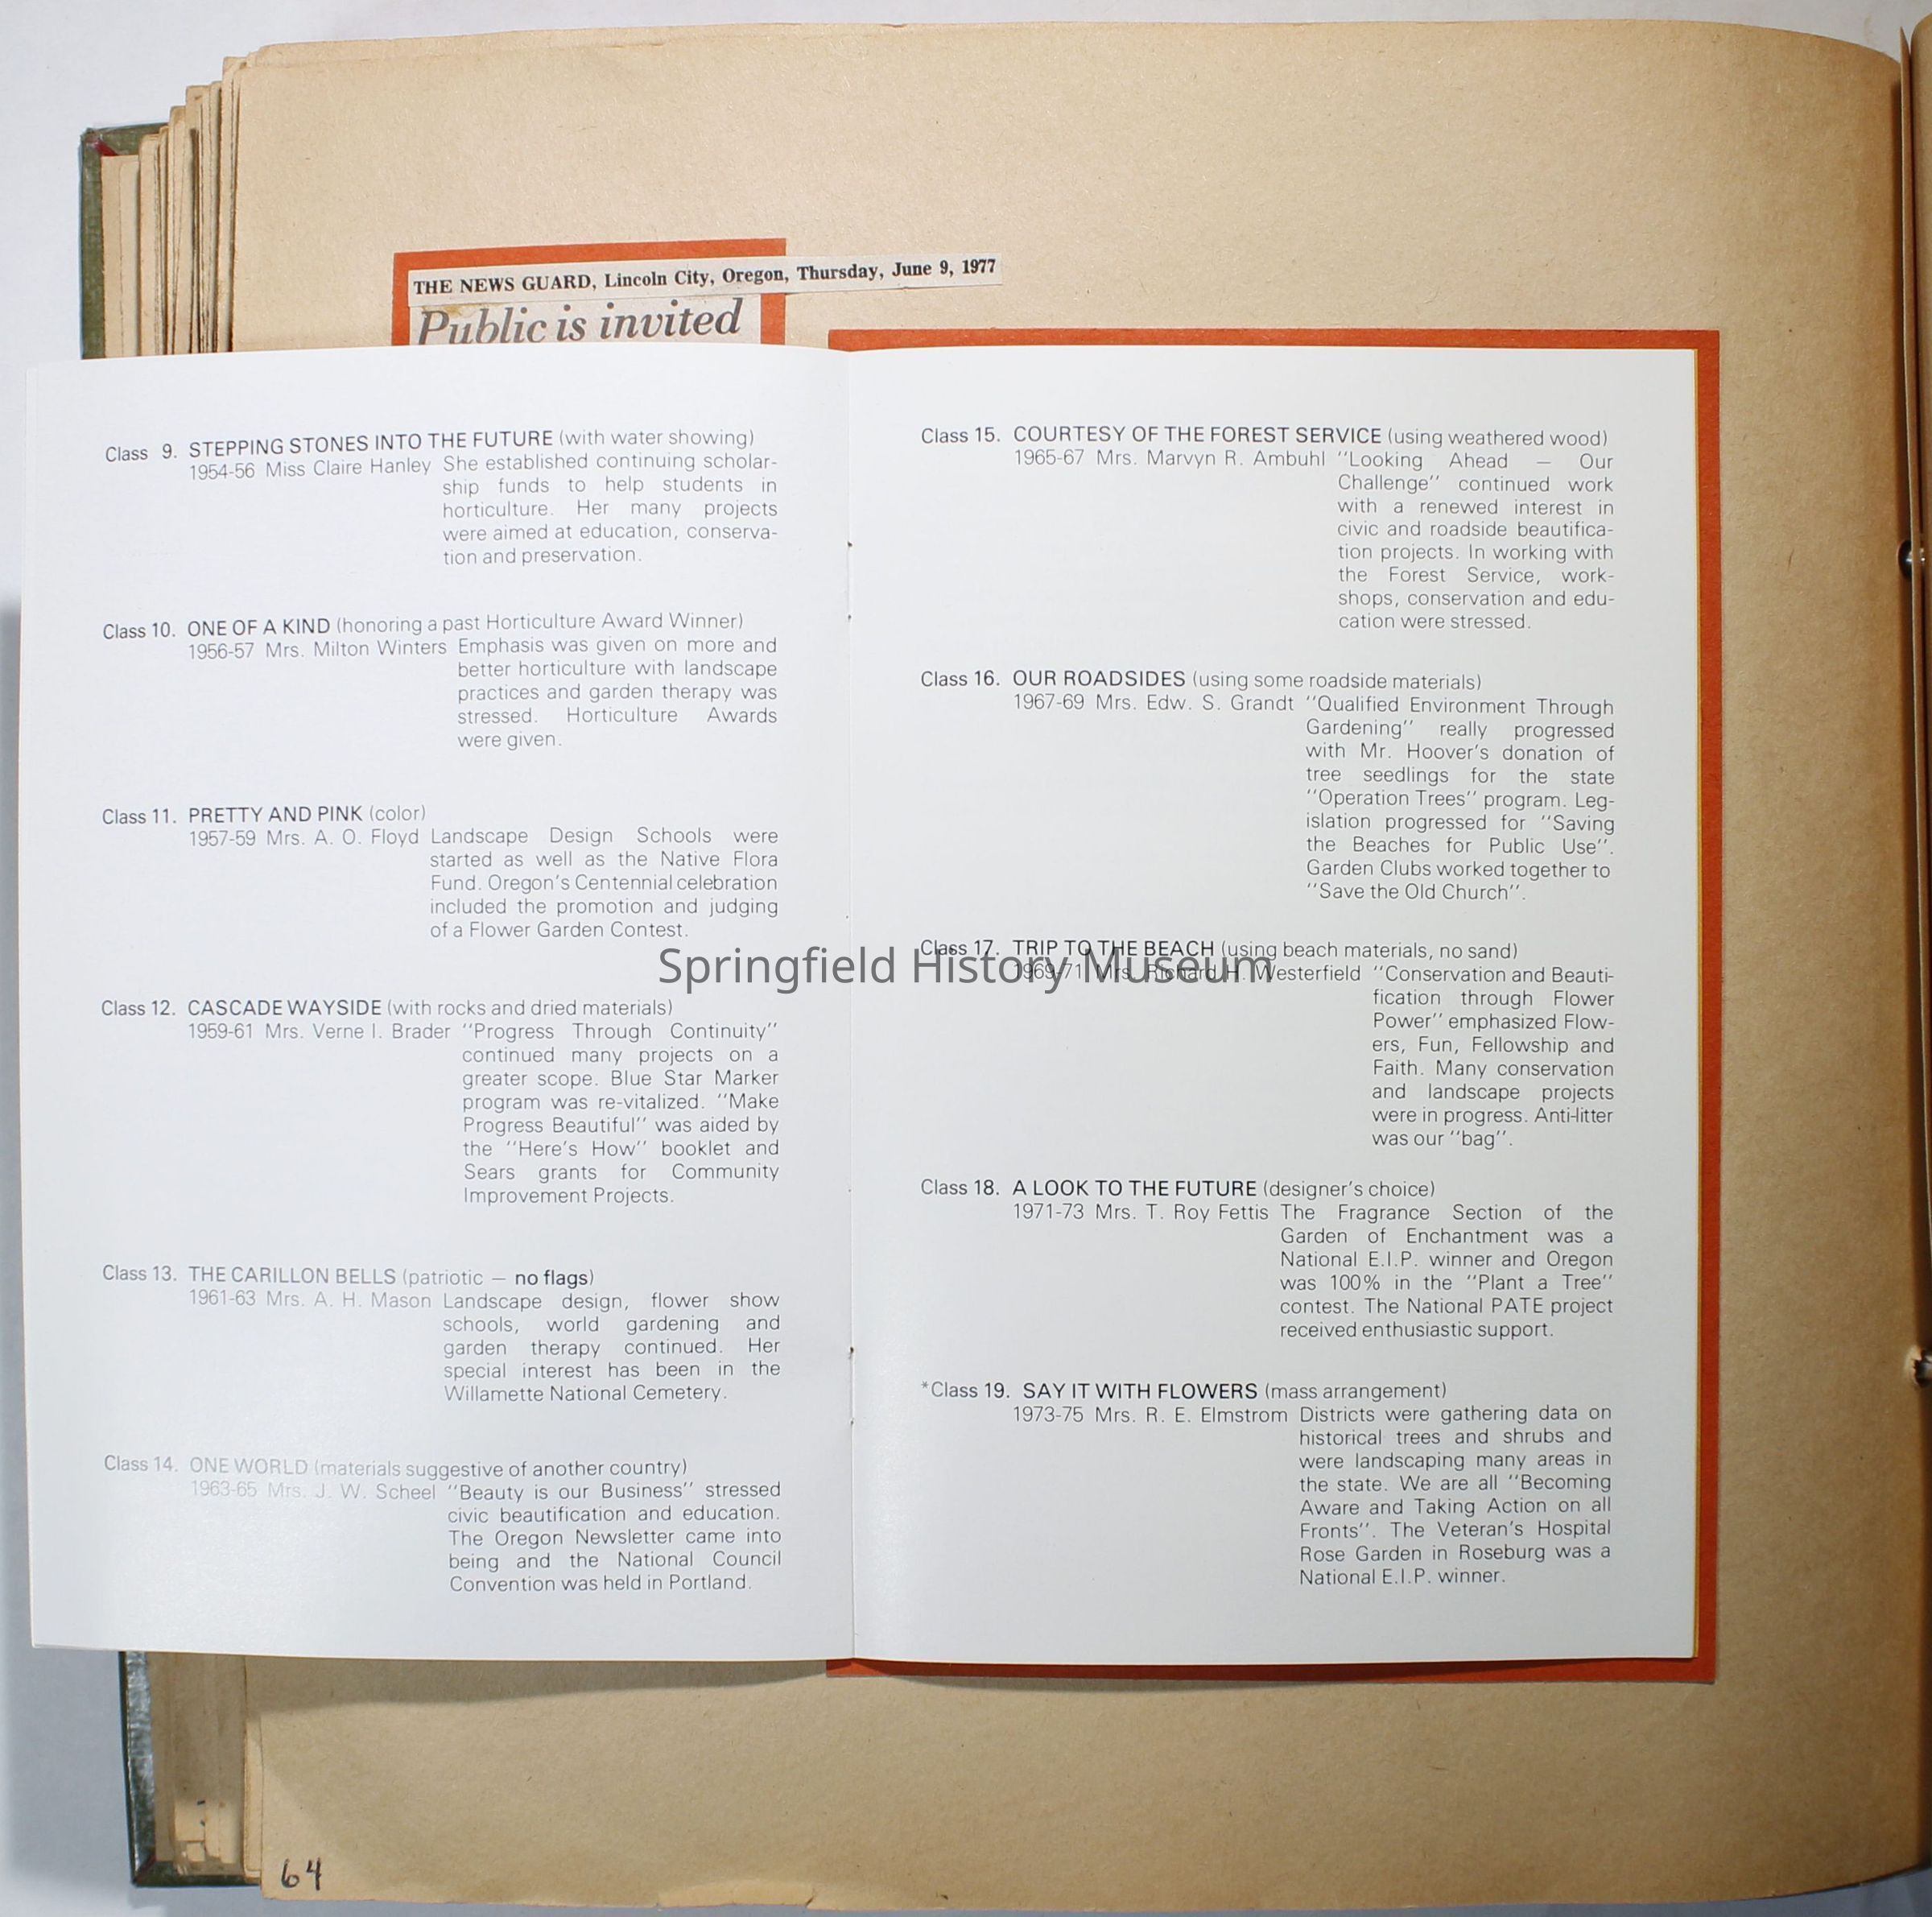 THE NEWS GUARD, Lincoln City, Oregon, Thursday, June 9, 1977
Public is invited
Class 9. STEPPING STONES INTO THE FUTURE (with water showing)
1954-56 Miss Claire Hanley She established continuing scholar-
ship funds to help students in
horticulture. Her many projects
were aimed at education, conserva-
tion and preservation.
Class 10. ONE OF A KIND (honoring a past Horticulture Award Winner)
1956-57 Mrs. Milton Winters Emphasis was given on more and
better horticulture with landscape
practices and garden therapy was
stressed. Horticulture Awards
were given.
Class 11. PRETTY AND PINK (color)
1957-59 Mrs. A. O. Floyd Landscape Design Schools were
started as well as the Native Flora
Fund. Oregon's Centennial celebration
included the promotion and judging
of a Flower Garden Contest.
Class 12. CASCADE WAYSIDE (with rocks and dried materials)
1959-61 Mrs. Verne I. Brader "Progress Through Continuity"
continued many projects on a
greater scope. Blue Star Marker
program was re-vitalized. "Make
Progress Beautiful" was aided by
the "Here's How" booklet and
Sears grants for Community
Improvement Projects.
Class 13. THE CARILLON BELLS (patriotic — no flags)
1961-63 Mrs. A. H. Mason Landscape design, flower show
schools, world gardening and
garden therapy continued. Her
special interest has been in the
Willamette National Cemetery.
Class 14. ONE WORLD (materials suggestive of another country)
1963-65 Mrs. J. W. Scheel "Beauty is our Business" stressed
civic beautification and education.
The Oregon Newsletter came into
being and the National Council
Convention was held in Portland.
Class 15. COURTESY OF THE FOREST SERVICE (using weathered wood)
1965-67 Mrs. Marvyn R. Ambuhl "Looking Ahead — Our
Challenge" continued work
with a renewed interest in
civic and roadside beautifica-
tion projects. In working with
the Forest Service, work-
shops, conservation and edu-
cation were stressed.
Class 16. OUR ROADSIDES (using some roadside materials)
1967-69 Mrs. Edw. S. Grandt "Qualified Environment Through
Gardening" really progressed
with Mr. Hoover's donation of
tree seedlings for the state
"Operation Trees" program. Leg-
islation progressed for "Saving
the Beaches for Public Use".
Garden Clubs worked together to
"Save the Old Church".
Class 17. TRIP TO THE BEACH (using beach materials, no sand)
1969-71 Mrs. Richard H. Westerfield "Conservation and Beauti-
fication through Flower
Power" emphasized Flow-
ers, Fun, Fellowship and
Faith. Many conservation
and landscape projects
were in progress. Anti-litter
was our "bag".
Class 18. A LOOK TO THE FUTURE (designer's choice)
1971-73 Mrs. T. Roy Fettis The Fragrance Section of the
Garden of Enchantment was a
National E.I.P. winner and Oregon
was 100% in the "Plant a Tree"
contest. The National PATE project
received enthusiastic support.
*Class 19. SAY IT WITH FLOWERS (mass arrangement)
1973-75 Mrs. R. E. Elmstrom Districts were gathering data on
historical trees and shrubs and
were landscaping many areas in
the state. We are all "Becoming
Aware and Taking Action on all
Fronts". The Veteran's Hospital
Rose Garden in Roseburg was a
National E.I.P. winner.
Springfield History Museum
64